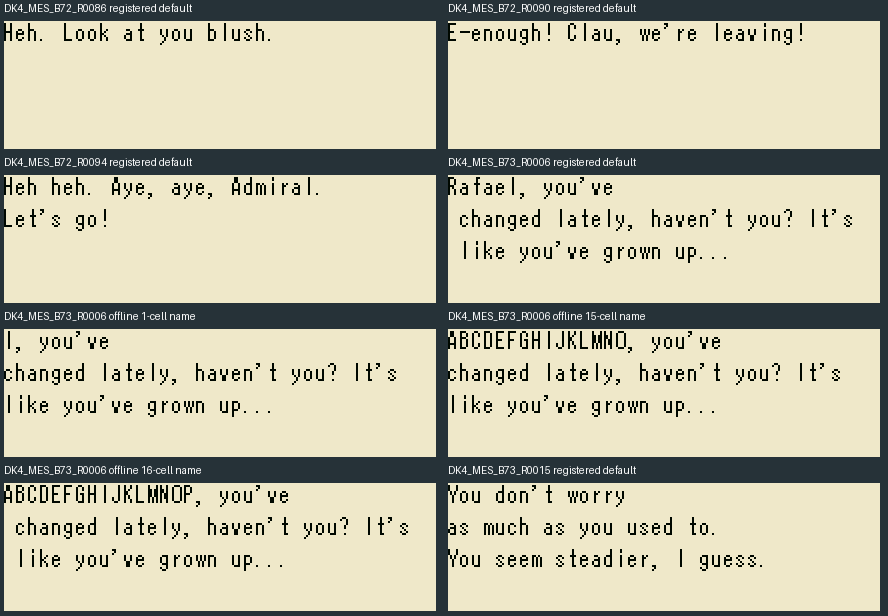 DK4_MES_B72_R0086 registered default
Heh. Look at you blush.
DK4_MES_B72_R0090 registered default
E-enough! Clau, we're leaving!
DK4_MES_B72_R0094 registered default
Heh heh. Aye, aye, Admiral.
Let's go!
DK4_MES_B73_R0006 registered default
Rafael, you've
changed lately, haven't you? It's
like you've grown up...
DK4_MES_B73_R0006 offline 1-cell name
I, you've
changed lately, haven't you? It's
like you've grown up...
DK4_MES_B73_R0006 offline 15-cell name
ABCDEFGHIJKLMNO, you've
changed lately, haven't you? It's
like you've grown up...
DK4_MES_B73_R0006 offline 16-cell name
ABCDEFGHIJKLMNOP, you've
changed lately, haven't you? It's
like you've grown up...
DK4_MES_B73_R0015 registered default
You don't worry
as much as you used to.
You seem steadier, I guess.